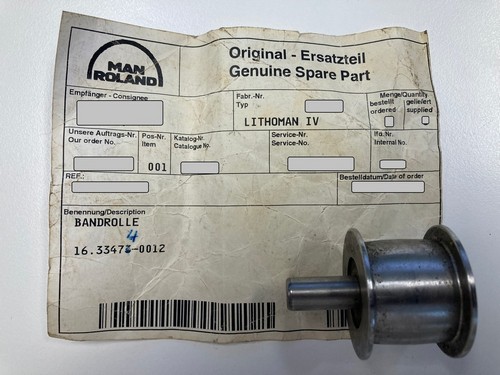 MAN
ROLAND
Original - Ersatzteil
Genuine Spare Part
Empfänger - Consignee
Fabr.-Nr.
Typ
LITHOMAN IV
Menge/Quantity
bestellt geliefert
ordered supplied
Unsere Auftrags-Nr.
Our order No.
Pos-Nr.
Item
001
Katalog-Nr.
Catalogue No.
Service-Nr.
Service-No.
lfd.Nr.
Internal No.
REF.:
Bestelldatum/Date of order
Benennung/Description
BANDROLLE
4
16.33473-0012